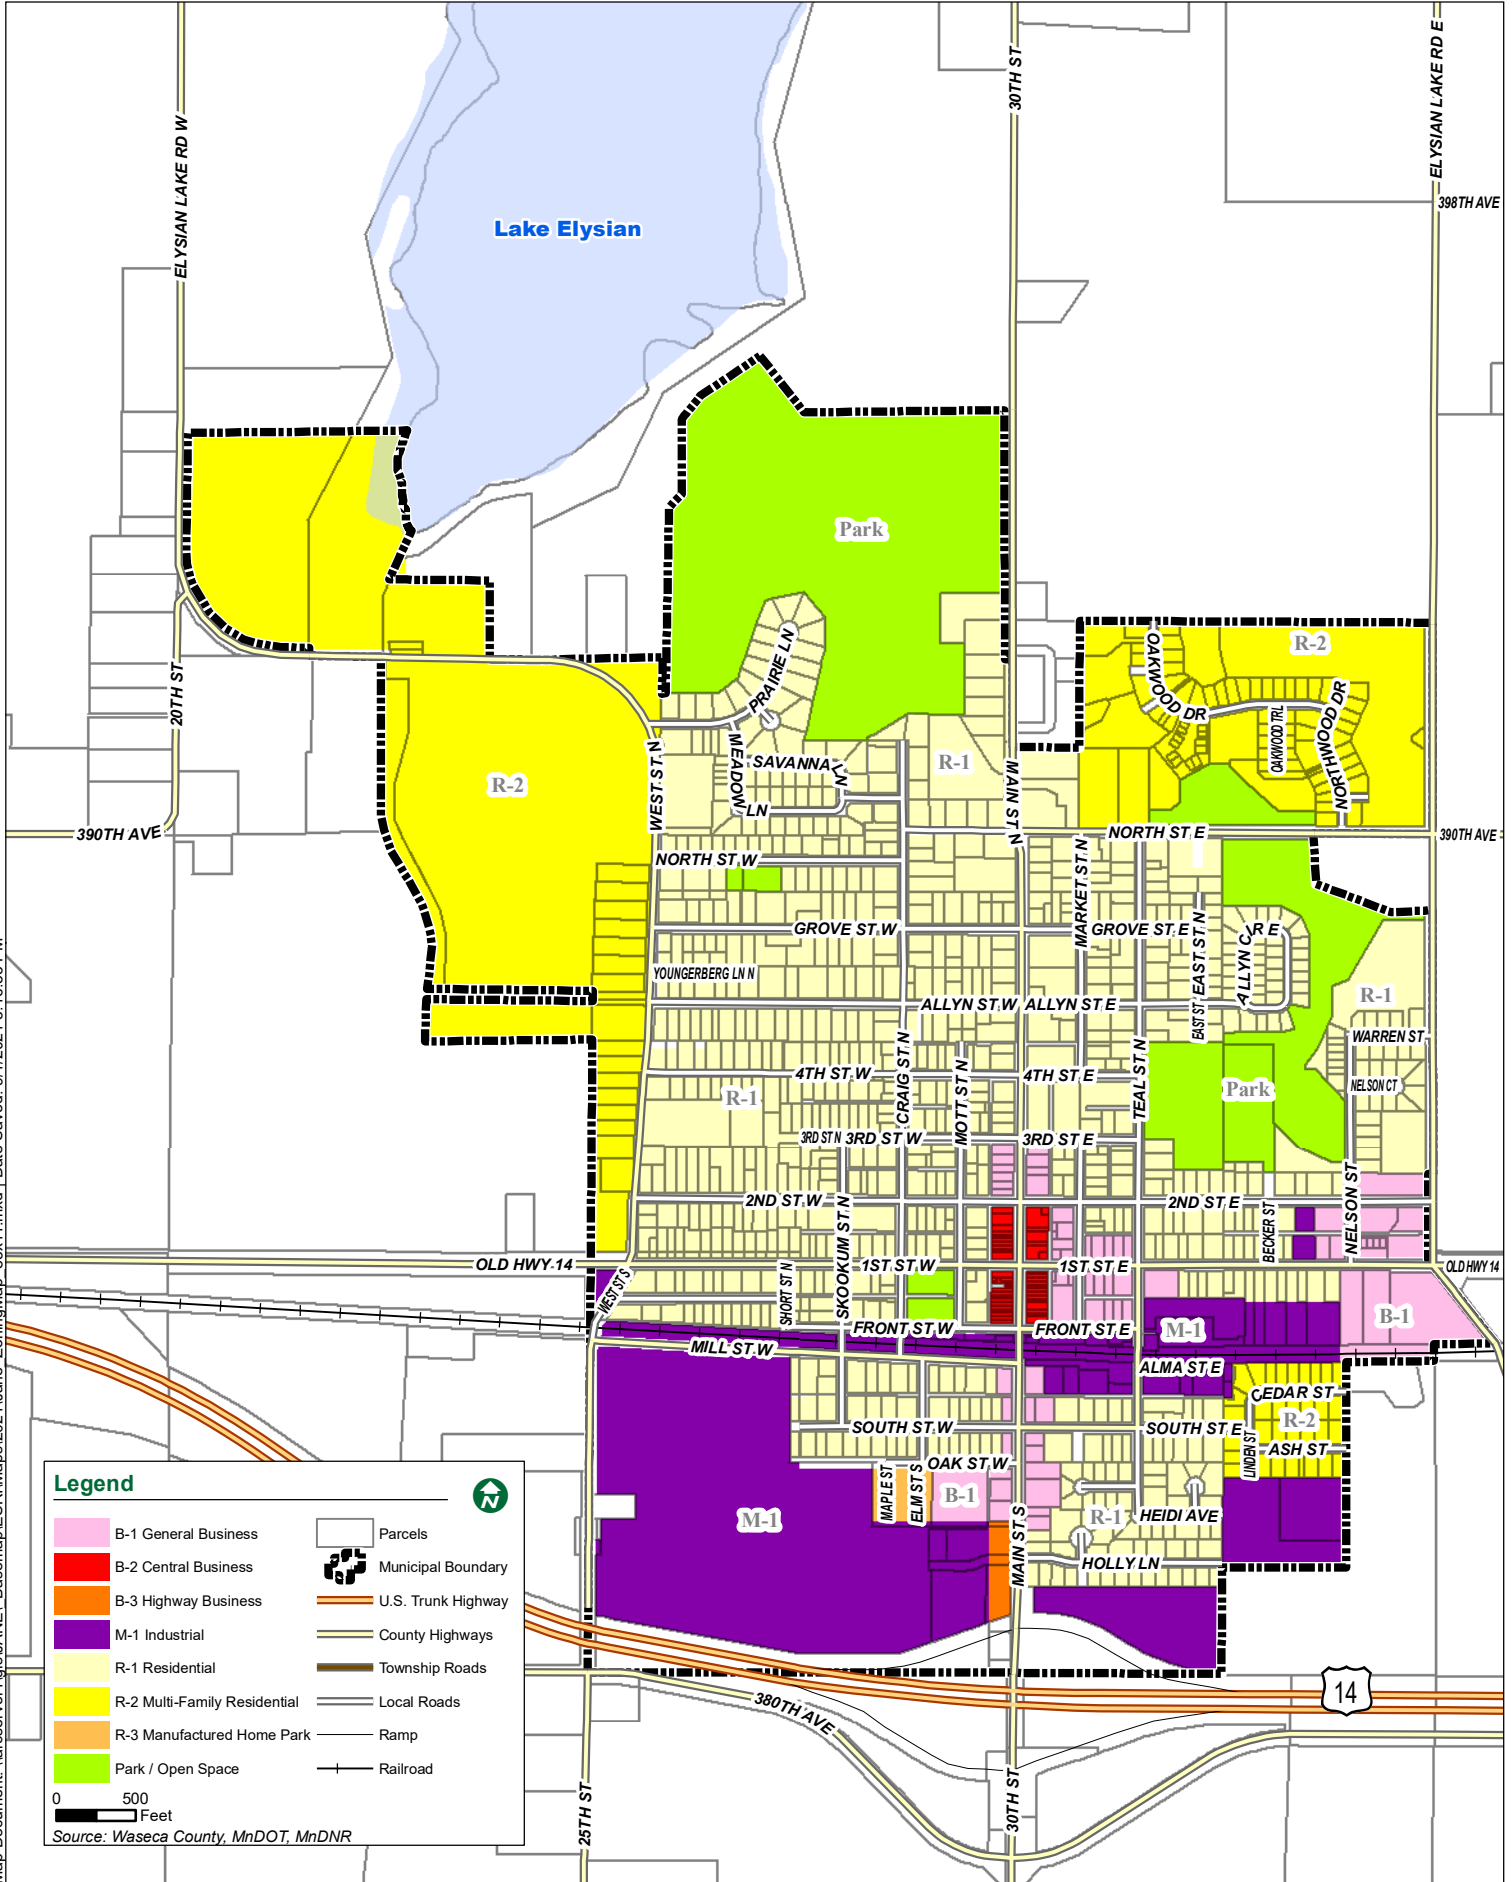 ELYSIAN LAKE RD W
30TH ST
ELYSIAN LAKE RD E
398TH AVE
Lake Elysian
Park
20TH ST
PRAIRIE LN
OAKWOOD DR
R-2
OAKWOOD TRL
NORTHWOOD DR
MEADOW LN
SAVANNA LN
R-1
WEST ST N
MAIN ST N
R-2
390TH AVE
NORTH ST E
390TH AVE
NORTH ST W
MARKET ST N
GROVE ST W
GROVE ST E
EAST ST N
ALLYN CIR E
YOUNGERBERG LN N
ALLYN ST W
ALLYN ST E
EAST ST
R-1
WARREN ST
CRAIG ST N
MOTT ST N
TEAL ST N
4TH ST W
4TH ST E
NELSON CT
Park
R-1
3RD ST N
3RD ST W
3RD ST E
2ND ST W
2ND ST E
NELSON ST
SKOOKUM ST N
BECKER ST
OLD HWY 14
1ST ST W
1ST ST E
OLD HWY 14
WEST ST S
SHORT ST N
FRONT ST W
FRONT ST E
M-1
B-1
MILL ST W
ALMA ST E
CEDAR ST
R-2
SOUTH ST W
SOUTH ST E
LINDEN ST
ASH ST
OAK ST W
MAPLE ST
ELM ST S
B-1
M-1
R-1
HEIDI AVE
MAIN ST S
HOLLY LN
14
380TH AVE
25TH ST
30TH ST
Legend
N
B-1 General Business
B-2 Central Business
B-3 Highway Business
M-1 Industrial
R-1 Residential
R-2 Multi-Family Residential
R-3 Manufactured Home Park
Park / Open Space
Parcels
Municipal Boundary
U.S. Trunk Highway
County Highways
Township Roads
Local Roads
Ramp
Railroad
0 500
Feet
Source: Waseca County, MnDOT, MnDNR